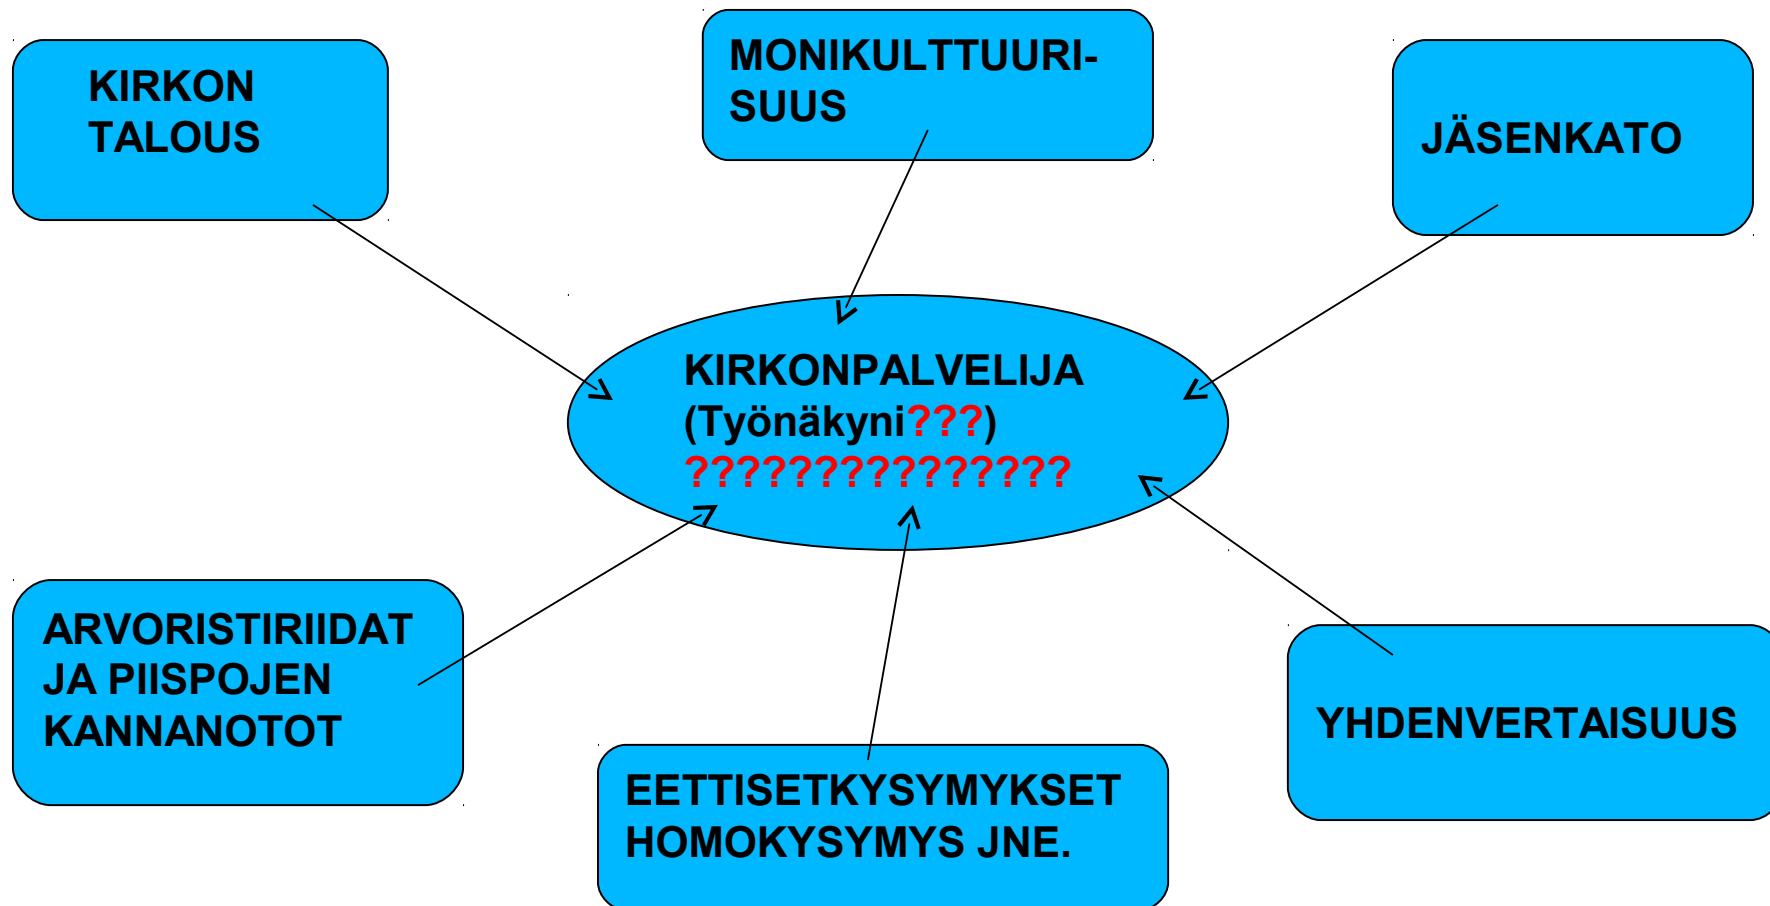 KIRKON
TALOUS
MONIKULTTUURI-
SUUS
JÄSENKATO
KIRKONPALVELIJA
(Työnäkyni???)
???????????????
ARVORISTIRIIDAT
JA PIISPOJEN
KANNANOTOT
EETTISETKYSYMYKSET
HOMOKYSYMYS JNE.
YHDENVERTAISUUS